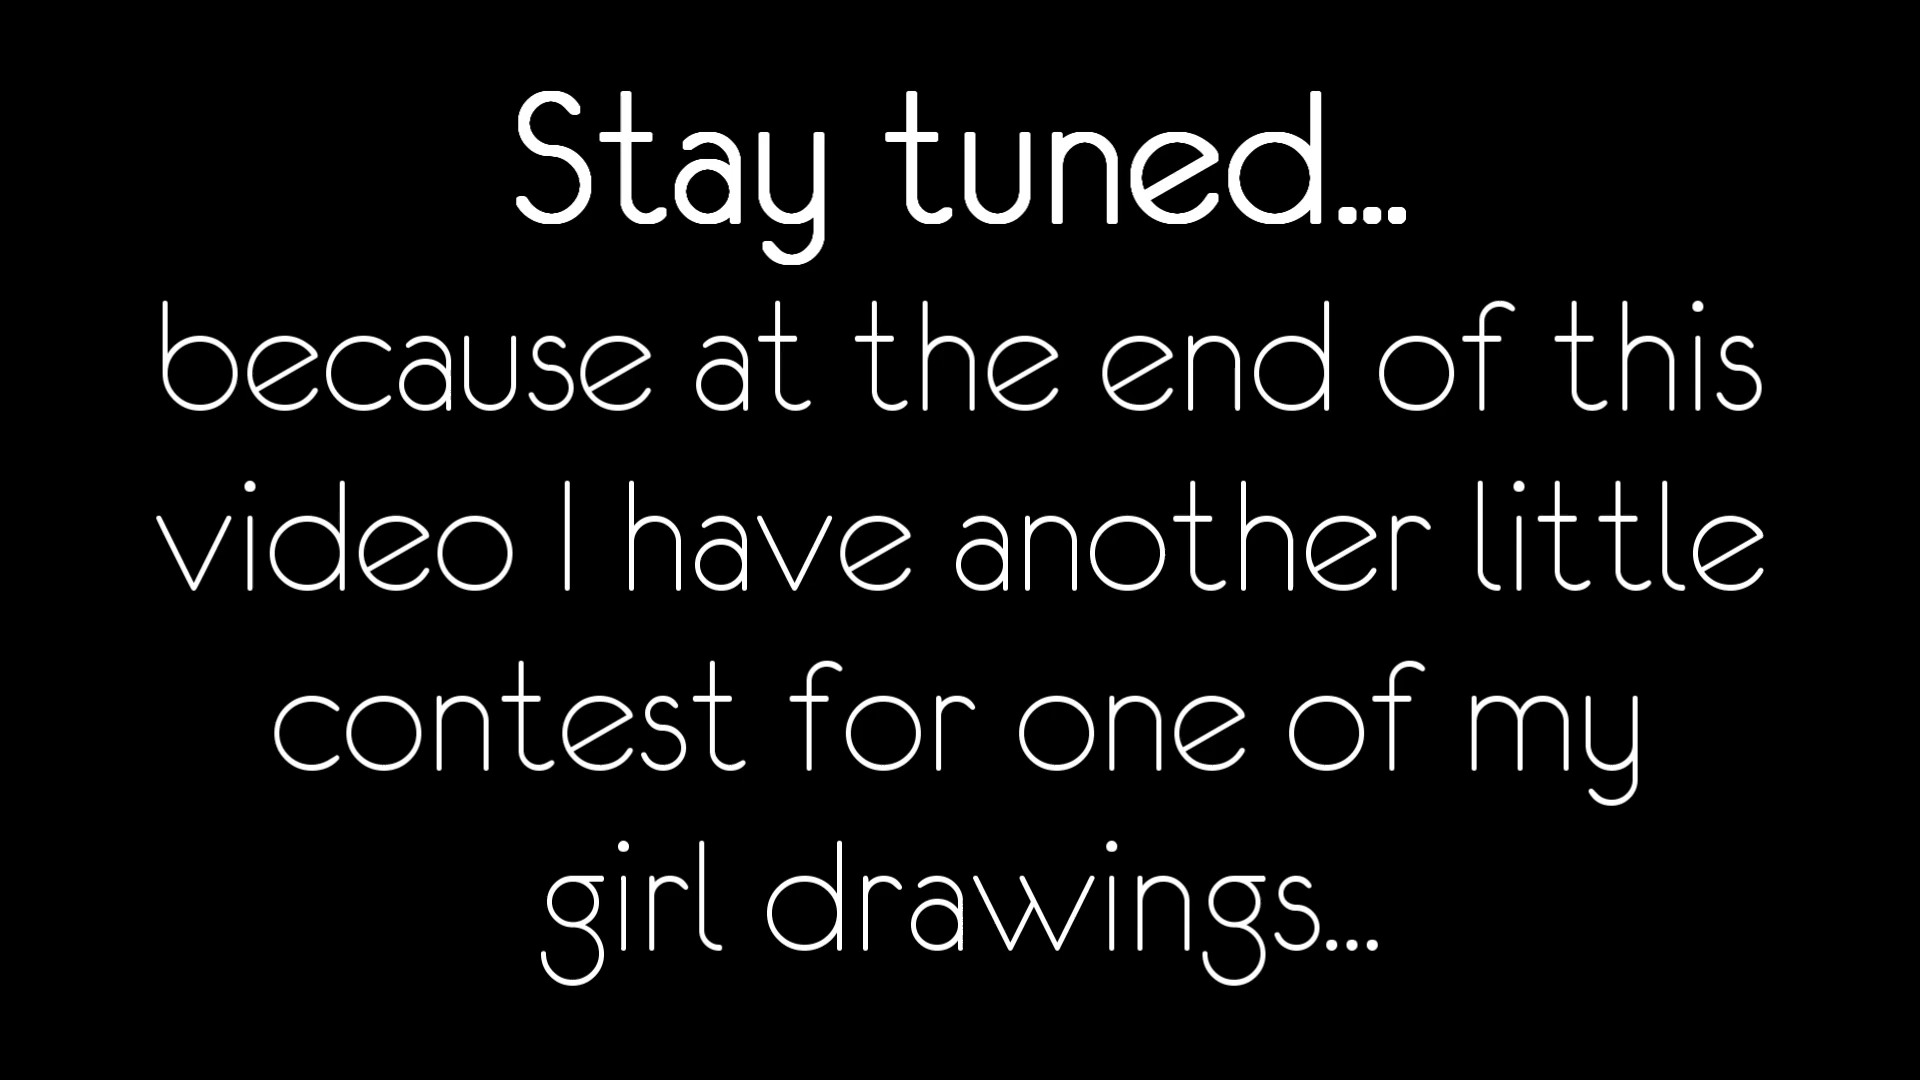 Stay tuned...
because at the end of this
video I have another little
contest for one of my
girl drawings...